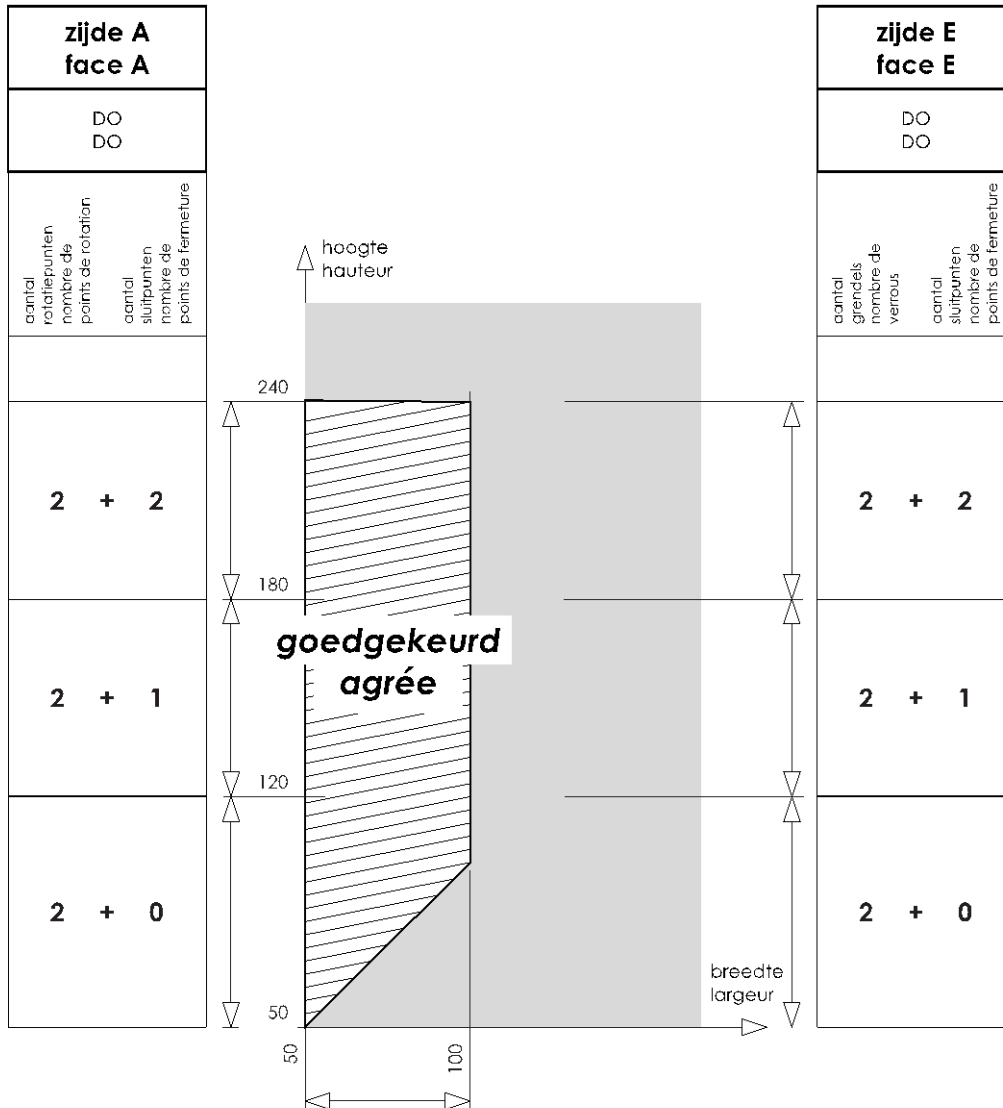 zijde A
face A
DO
DO
aantal
rotatiepunten
nombre de
points de rotation
aantal
sluitpunten
nombre de
points de fermeture
2 + 2
2 + 1
2 + 0
hoogte
hauteur
240
180
120
50
goedgekeurd
agrée
breedte
largeur
50
100
zijde E
face E
DO
DO
aantal
grendels
nombre de
verrous
aantal
sluitpunten
nombre de
points de fermeture
2 + 2
2 + 1
2 + 0